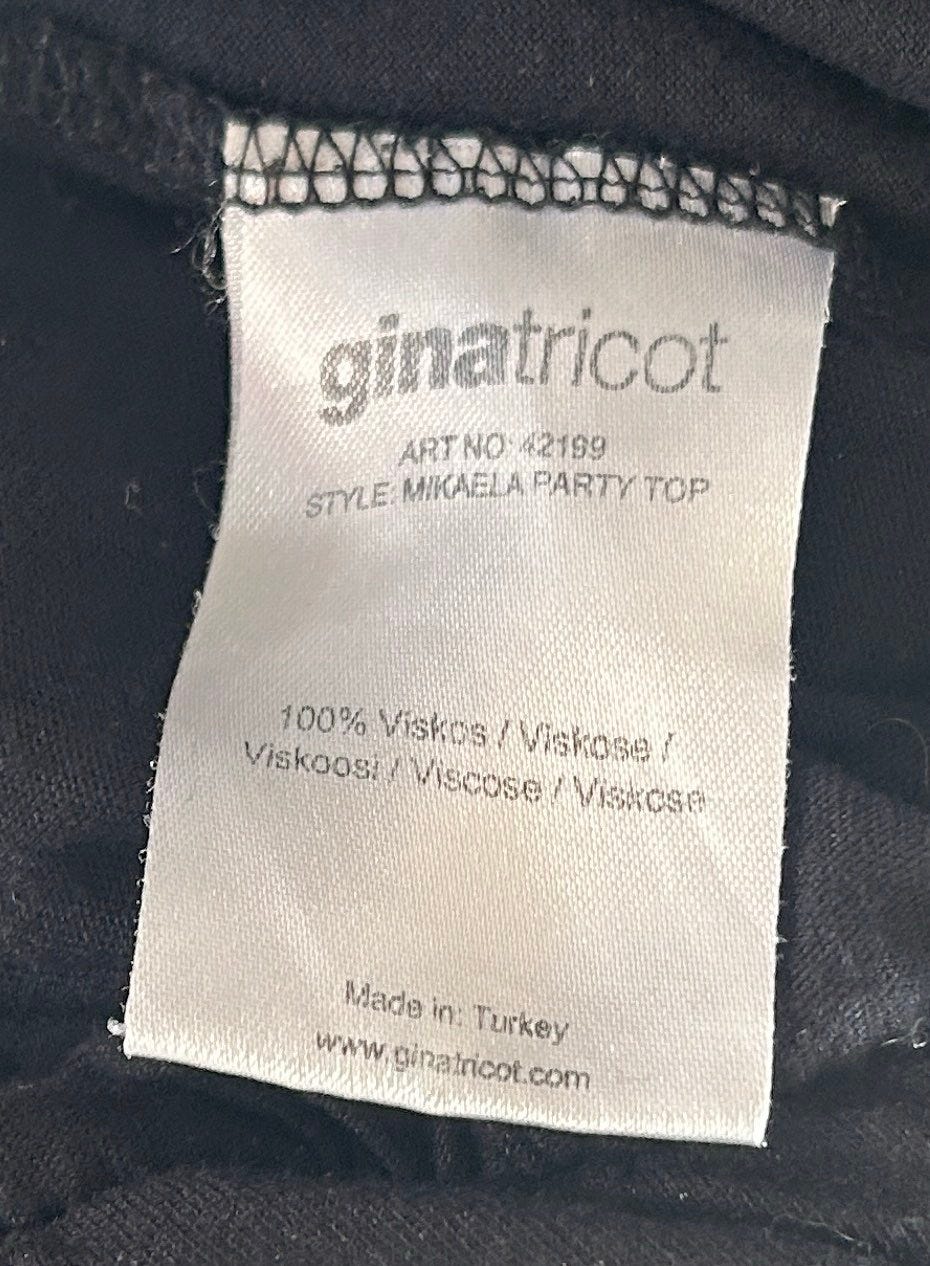 ginatricot
ART NO: 42199
STYLE: MIKAELA PARTY TOP
100% Viskos / Viskose /
Viskoosi / Viscose / Viskose
Made in: Turkey
www.ginatricot.com